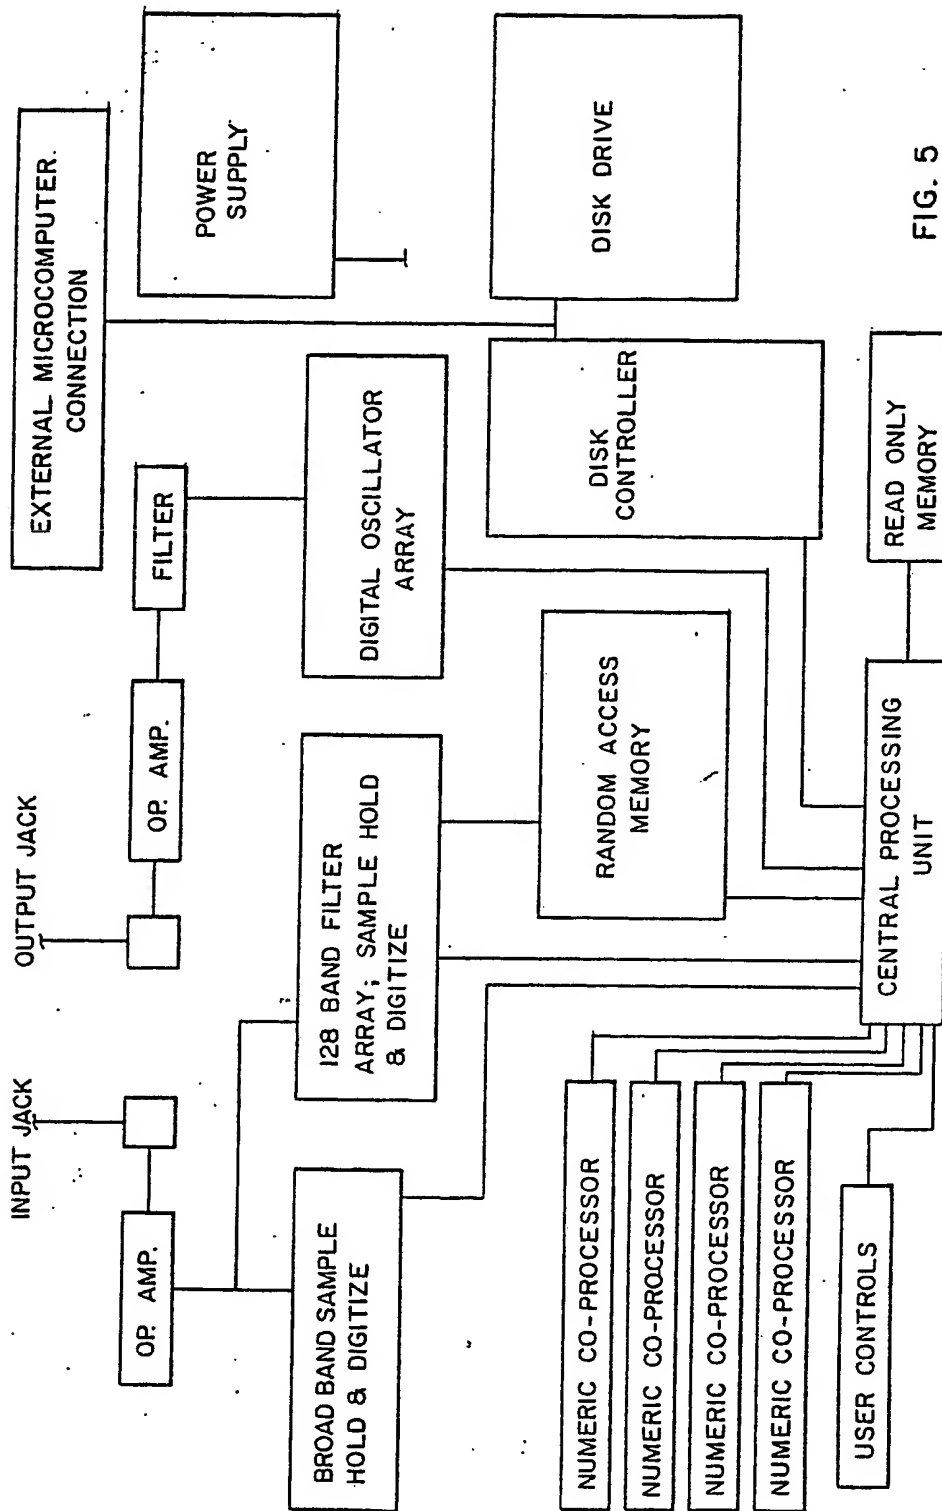 INPUT JACK
OUTPUT JACK
EXTERNAL MICROCOMPUTER.
CONNECTION
OP. AMP.
OP. AMP.
FILTER
POWER
SUPPLY
BROAD BAND SAMPLE
HOLD & DIGITIZE
128 BAND FILTER
ARRAY; SAMPLE HOLD
& DIGITIZE
DIGITAL OSCILLATOR
ARRAY
DISK
CONTROLLER
DISK DRIVE
NUMERIC CO-PROCESSOR
NUMERIC CO-PROCESSOR
NUMERIC CO-PROCESSOR
NUMERIC CO-PROCESSOR
RANDOM ACCESS
MEMORY
USER CONTROLS
CENTRAL PROCESSING
UNIT
READ ONLY
MEMORY
FIG. 5